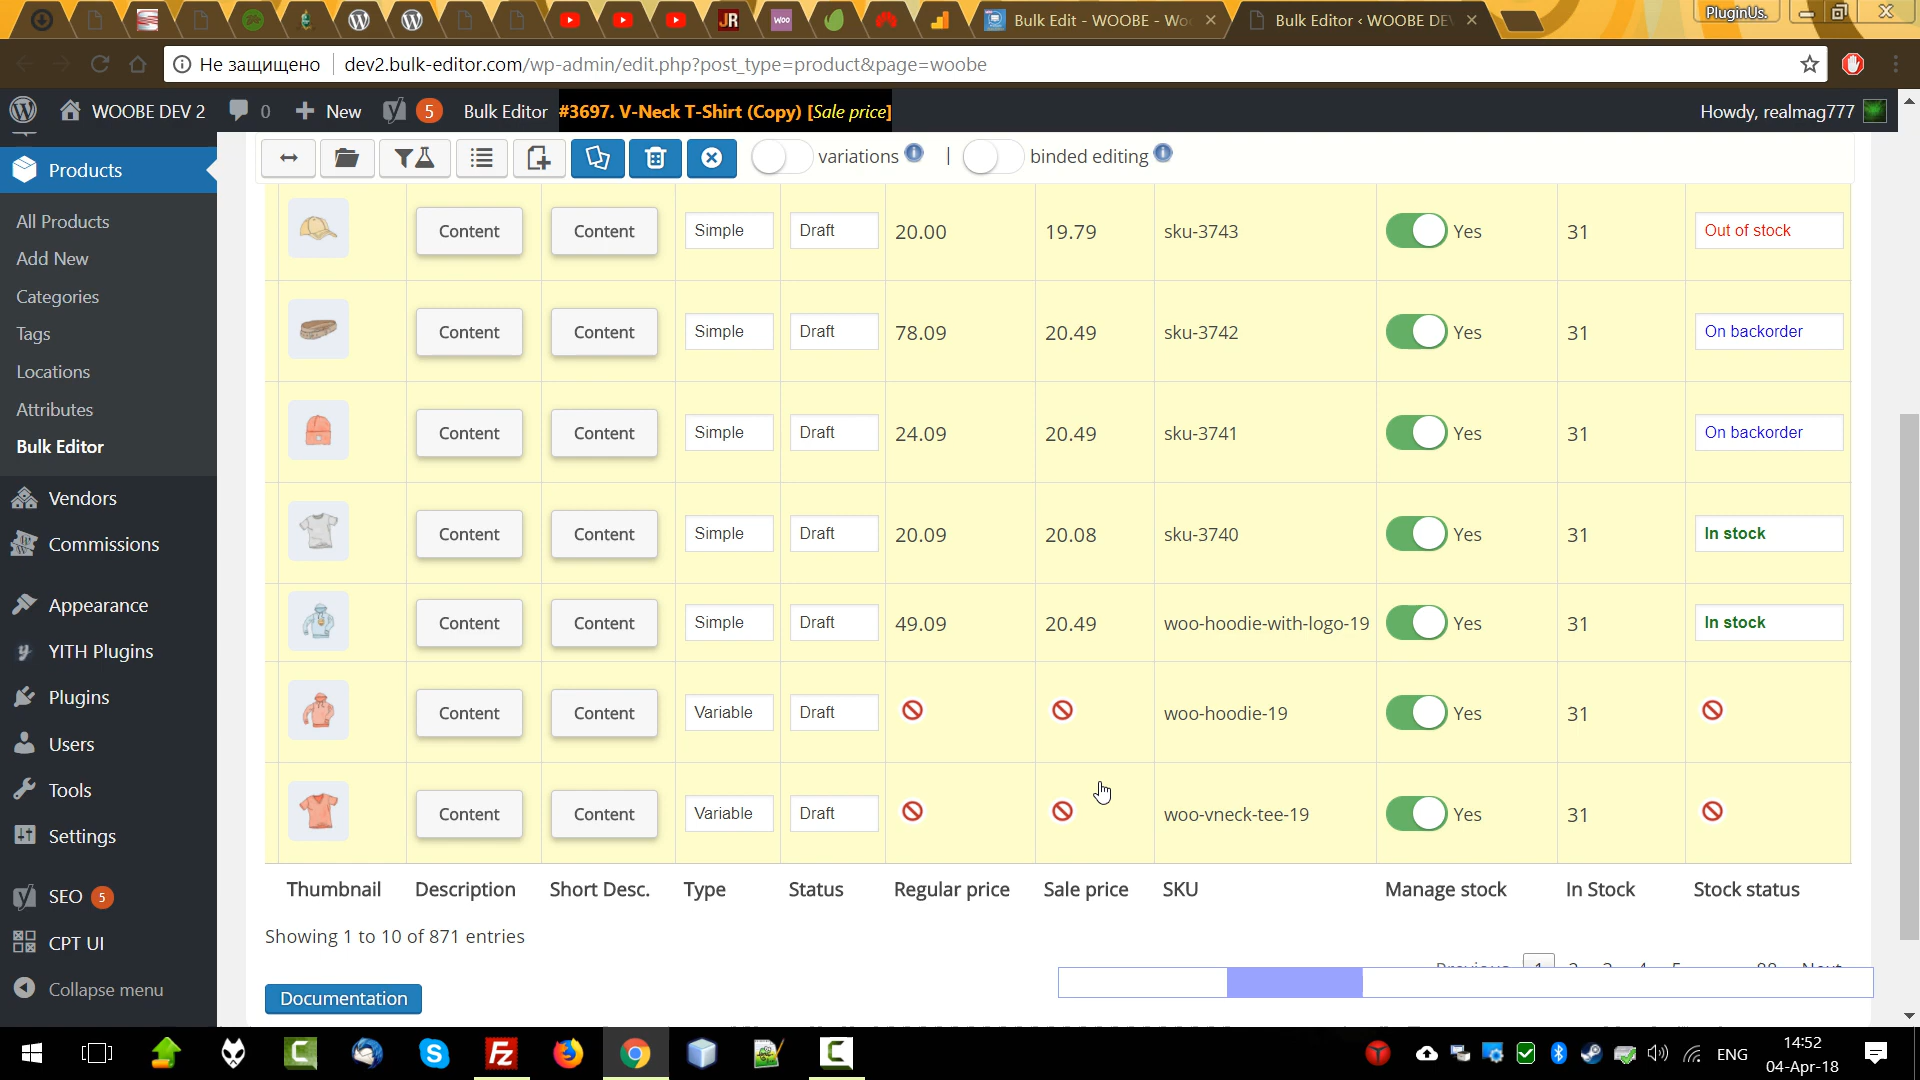 JR
WOO
Bulk Edit - WOOBE - Wo
Bulk Editor ‹ WOOBE DE
PluginUs.
Не защищено
dev2.bulk-editor.com/wp-admin/edit.php?post_type=product&page=woobe
WOOBE DEV 2 0 New 5 Bulk Editor #3697. V-Neck T-Shirt (Copy) [Sale price] Howdy, realmag777
variations | binded editing
Products
All Products
Add New
Categories
Tags
Locations
Attributes
Bulk Editor
Vendors
Commissions
Appearance
YITH Plugins
Plugins
Users
Tools
Settings
SEO 5
CPT UI
Collapse menu
Content Content Simple Draft 20.00 19.79 sku-3743 Yes 31 Out of stock
Content Content Simple Draft 78.09 20.49 sku-3742 Yes 31 On backorder
Content Content Simple Draft 24.09 20.49 sku-3741 Yes 31 On backorder
Content Content Simple Draft 20.09 20.08 sku-3740 Yes 31 In stock
Content Content Simple Draft 49.09 20.49 woo-hoodie-with-logo-19 Yes 31 In stock
Content Content Variable Draft woo-hoodie-19 Yes 31
Content Content Variable Draft woo-vneck-tee-19 Yes 31
Thumbnail Description Short Desc. Type Status Regular price Sale price SKU Manage stock In Stock Stock status
Showing 1 to 10 of 871 entries
Documentation
ENG
14:52
04-Apr-18